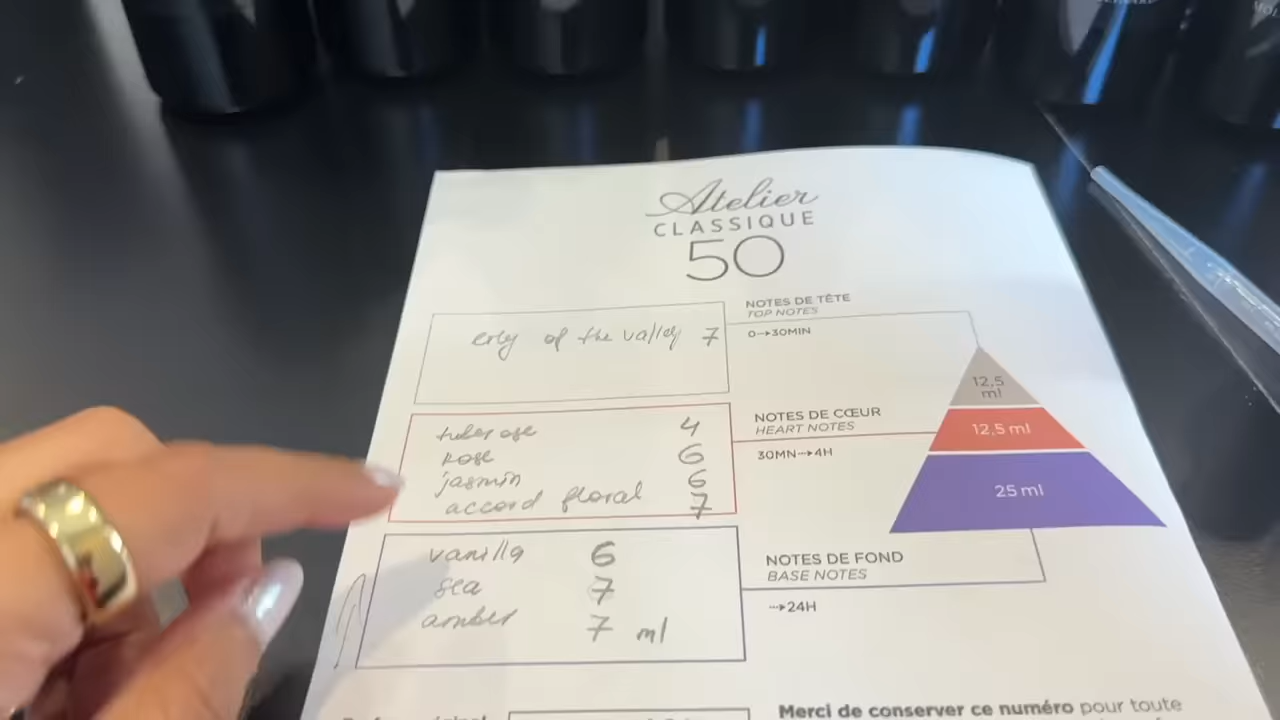 Atelier
CLASSIQUE
50
NOTES DE TÊTE
TOP NOTES
0→30MIN
erly of the valley 7
12,5
ml
NOTES DE CŒUR
HEART NOTES
30MN⇢4H
tuberose 4
rose 6
jasmin 6
accord floral 7
12,5 ml
25 ml
vanilla 6
sea 7
amber 7 ml
NOTES DE FOND
BASE NOTES
⇢24H
Merci de conserver ce numéro pour toute